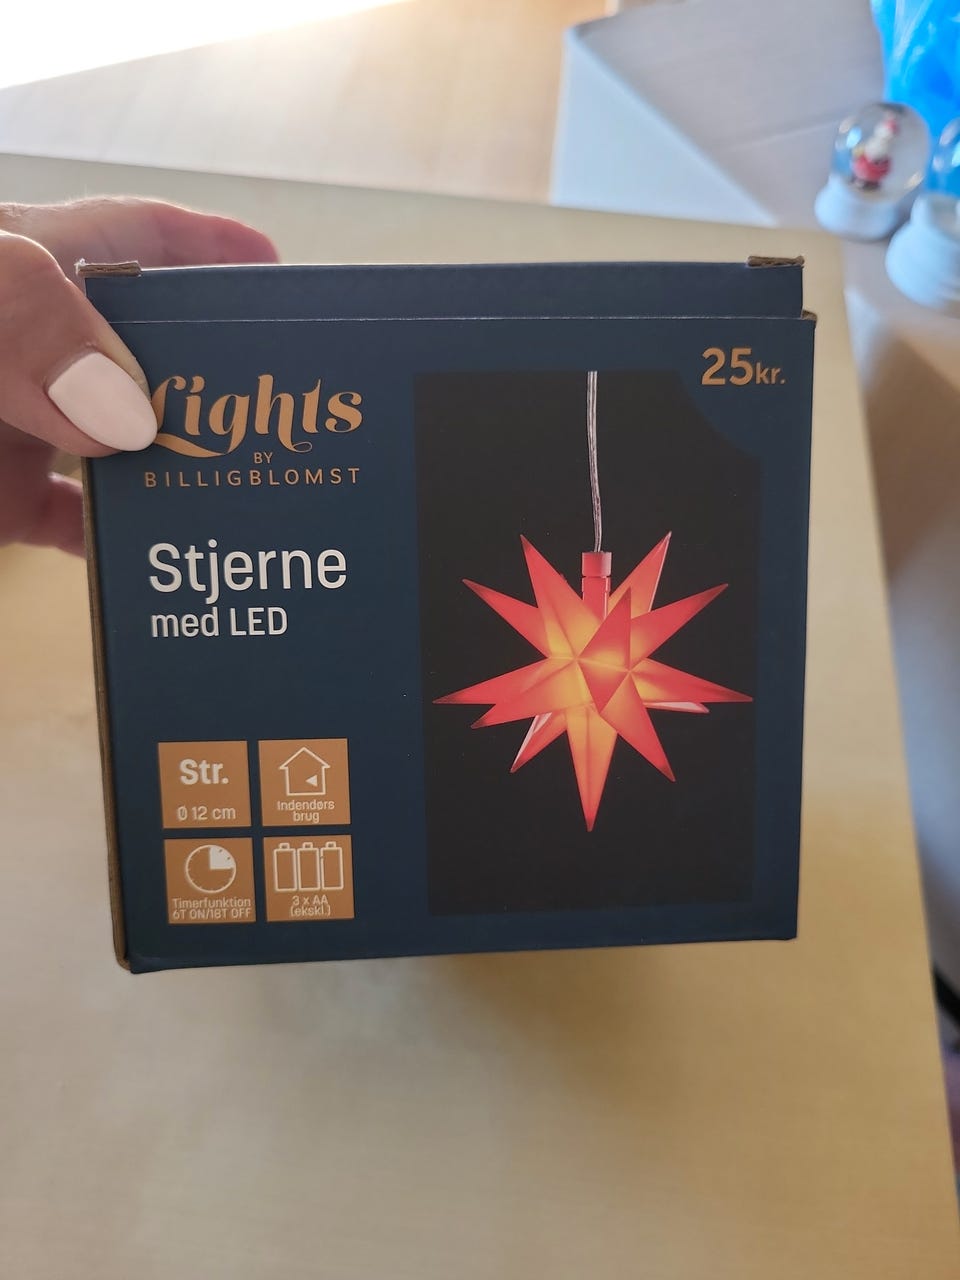 25kr.
Lights
BY
BILLIGBLOMST
Stjerne
med LED
Str.
Ø 12 cm
Indendørs
brug
Timerfunktion
6T ON/18T OFF
3 x AA
(ekskl.)